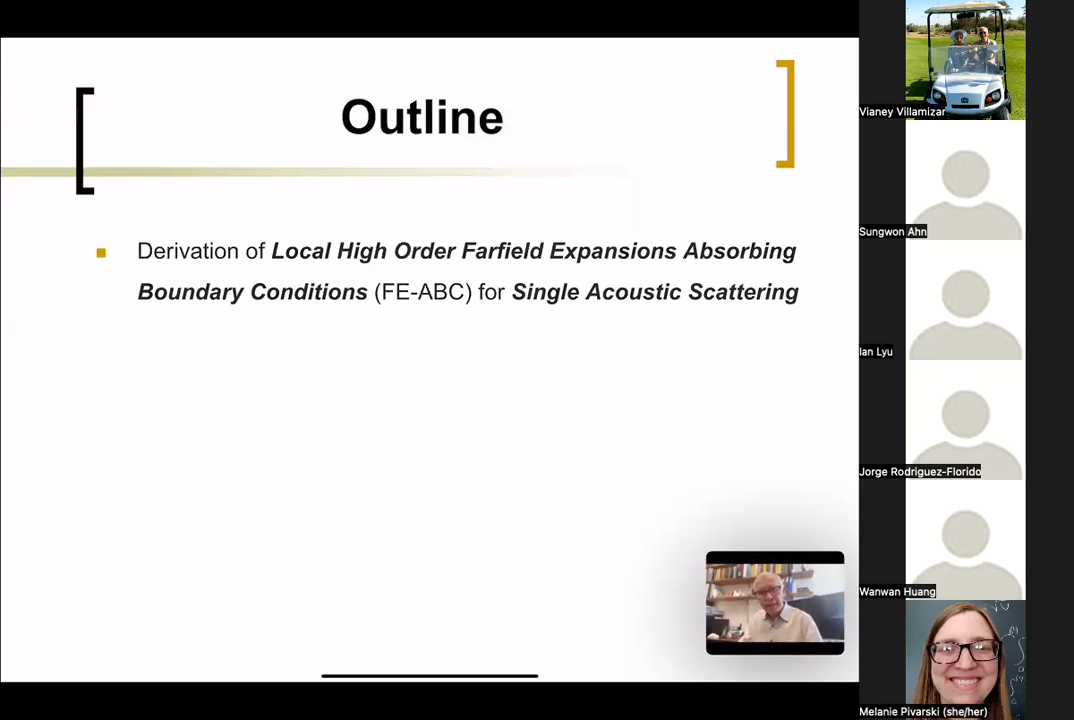 Outline
Derivation of Local High Order Farfield Expansions Absorbing
Boundary Conditions (FE-ABC) for Single Acoustic Scattering
Vianey Villamizar
Sungwon Ahn
Ian Lyu
Jorge Rodriguez-Florido
Wanwan Huang
Melanie Pivarski (she/her)